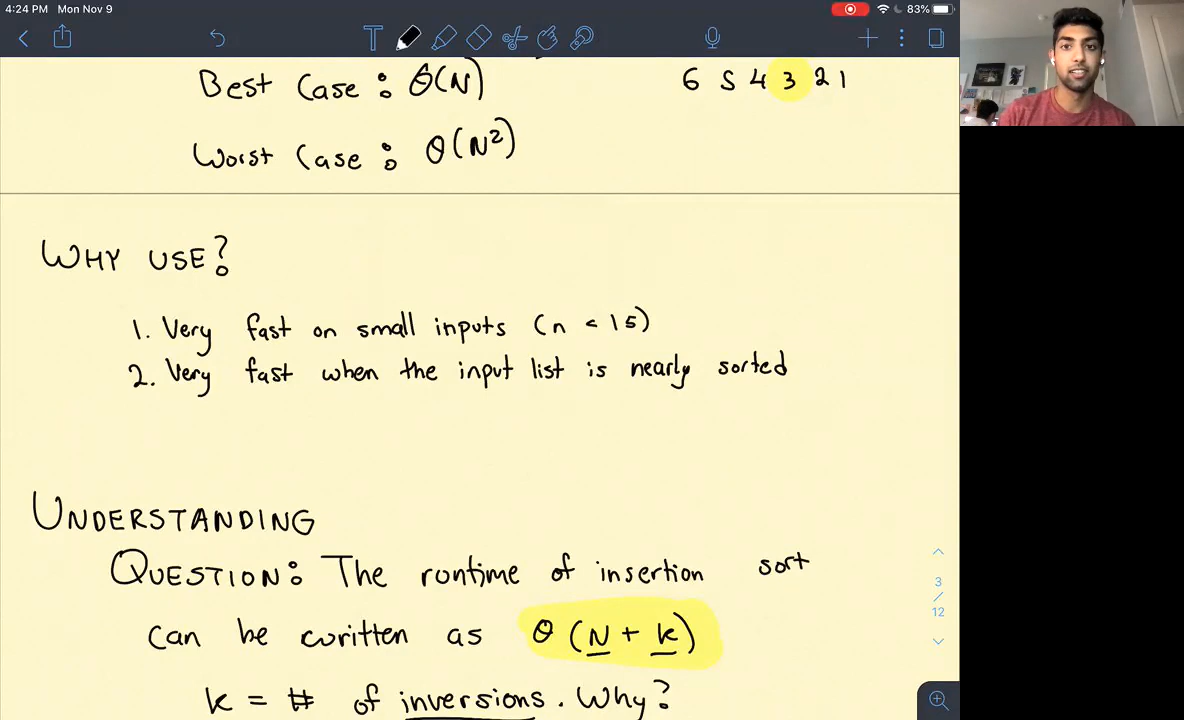 4:24 PM Mon Nov 9
83%
Best Case : Θ(N)
6 5 4 3 2 1
Worst Case : Θ(N²)
WHY USE?
1. Very fast on small inputs (n < 15)
2. Very fast when the input list is nearly sorted
UNDERSTANDING
QUESTION: The runtime of insertion sort
can be written as Θ (N + k)
k = # of inversions. Why?
3
/
12